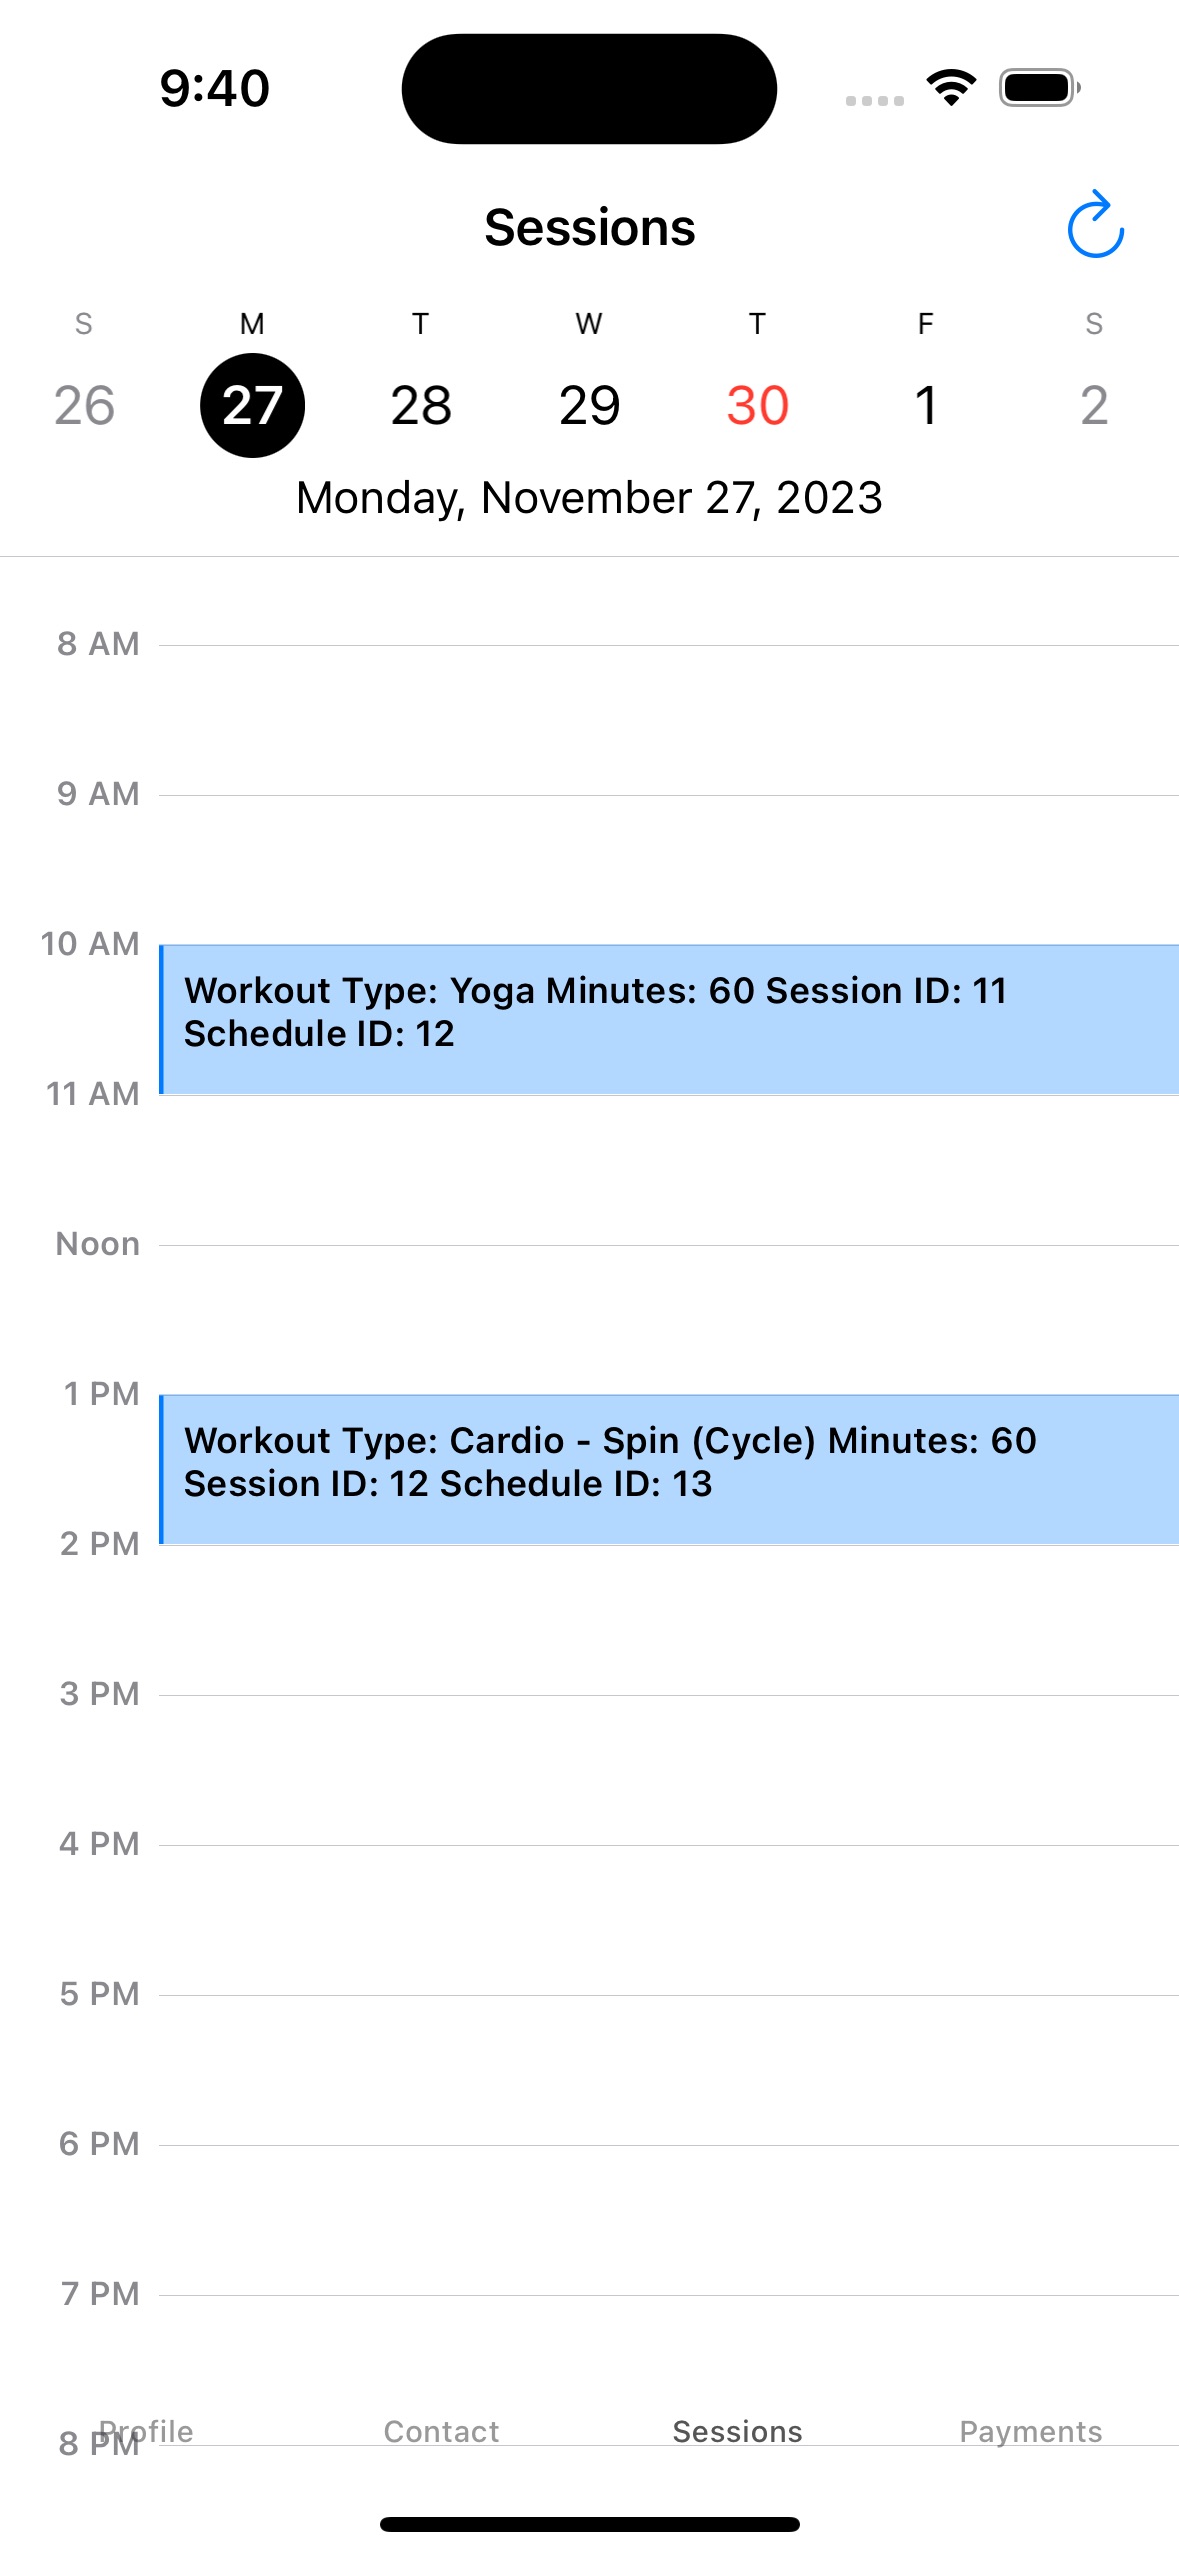 9:40
Sessions
S M T W T F S
26 27 28 29 30 1 2
Monday, November 27, 2023
8 AM
9 AM
10 AM
Workout Type: Yoga Minutes: 60 Session ID: 11
Schedule ID: 12
11 AM
Noon
1 PM
Workout Type: Cardio - Spin (Cycle) Minutes: 60
Session ID: 12 Schedule ID: 13
2 PM
3 PM
4 PM
5 PM
6 PM
7 PM
Profile Contact Sessions Payments
8 PM